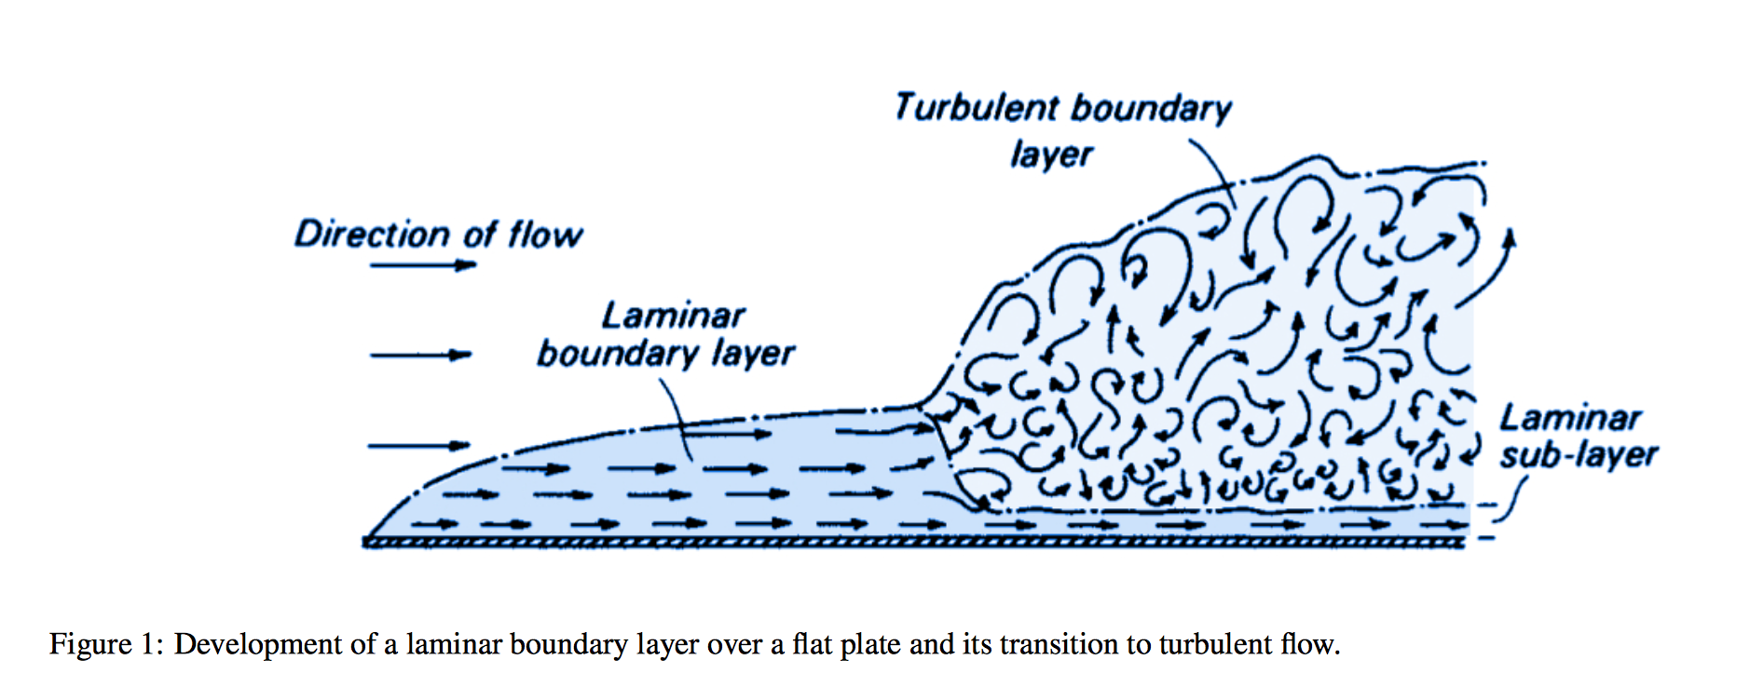 Turbulent boundary
layer
Direction of flow
Laminar
boundary layer
Laminar
sub-layer
Figure 1: Development of a laminar boundary layer over a flat plate and its transition to turbulent flow.